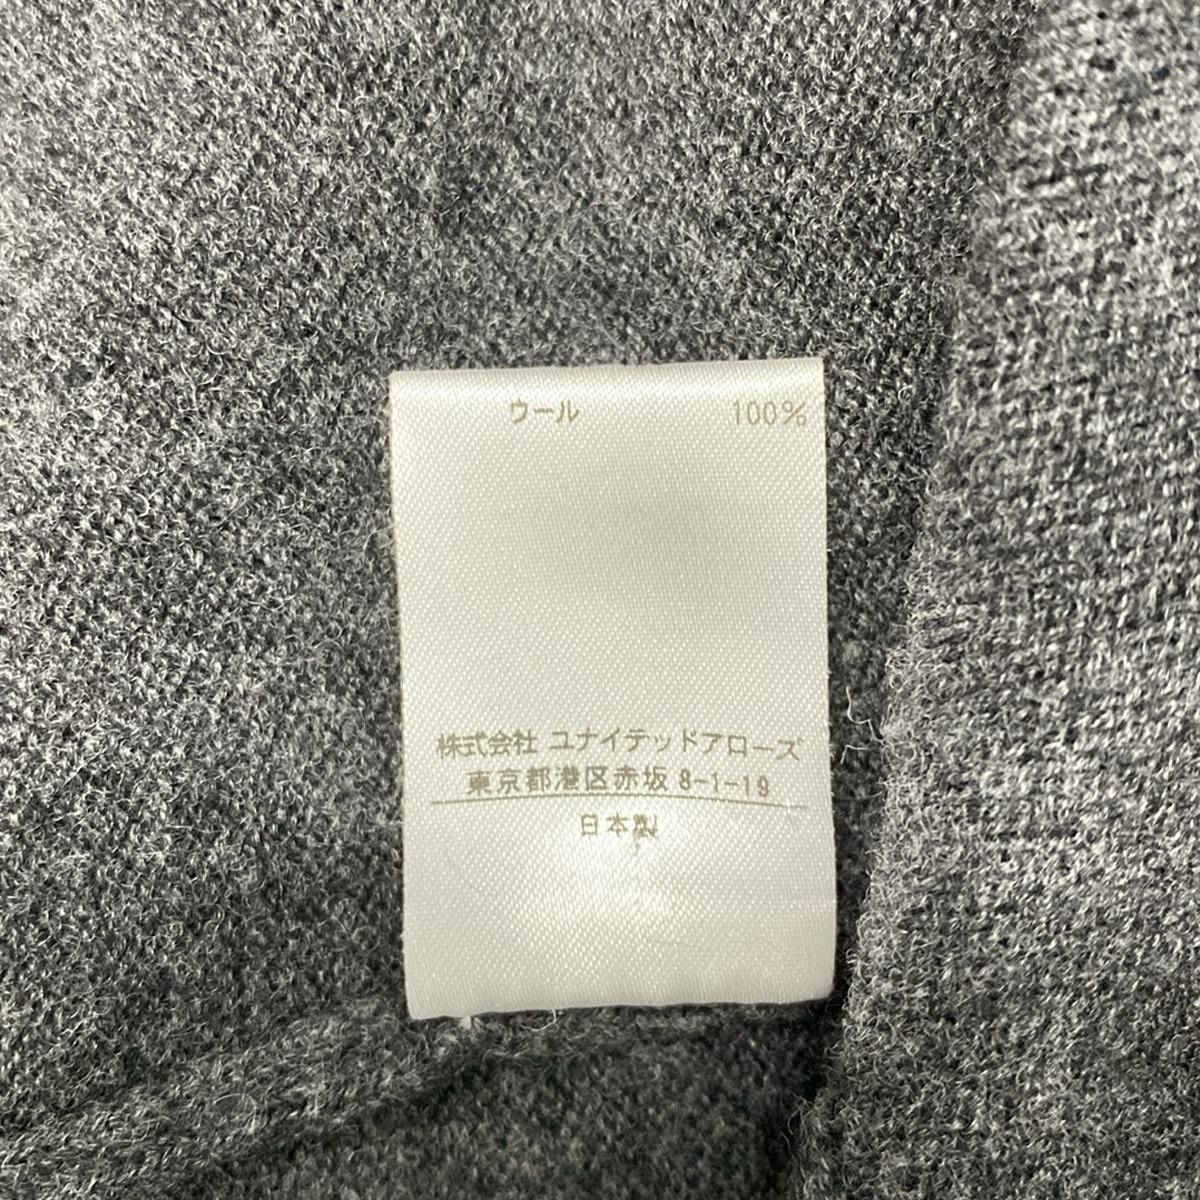 ウール 100%
株式会社 ユナイテッドアローズ
東京都港区赤坂 8-1-19
日本製